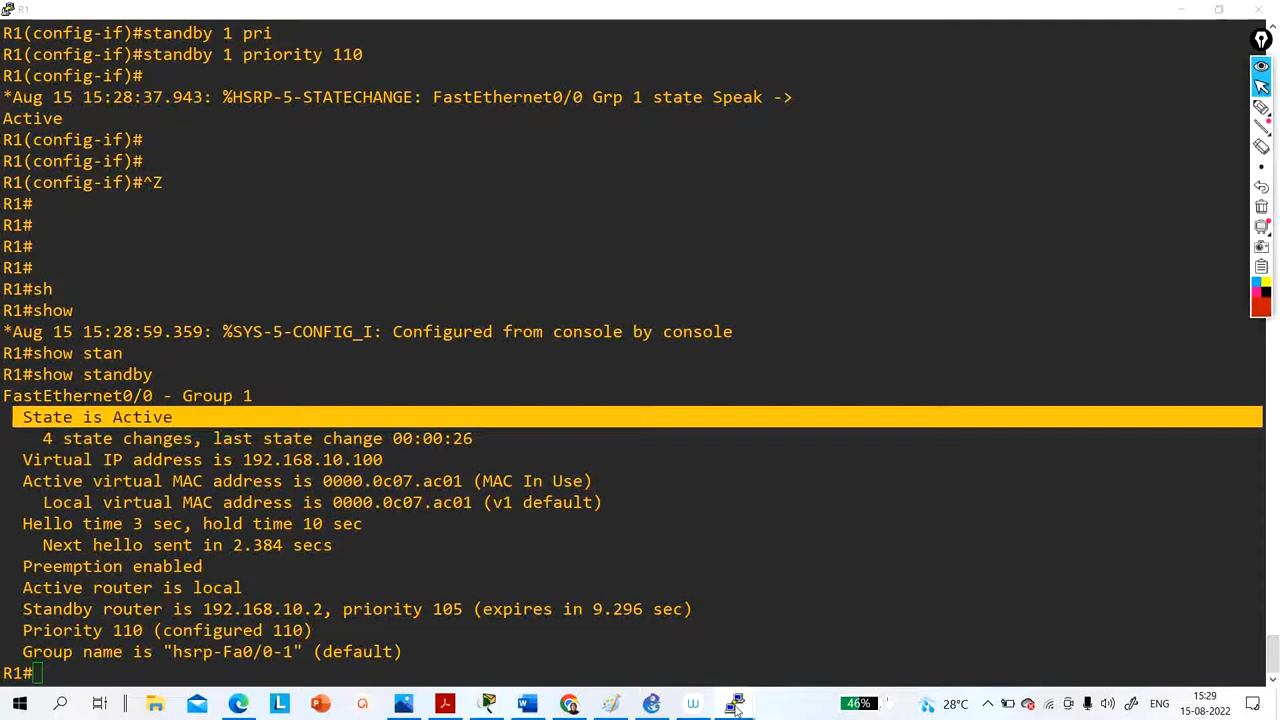 R1
R1(config-if)#standby 1 pri
R1(config-if)#standby 1 priority 110
R1(config-if)#
*Aug 15 15:28:37.943: %HSRP-5-STATECHANGE: FastEthernet0/0 Grp 1 state Speak ->
Active
R1(config-if)#
R1(config-if)#
R1(config-if)#^Z
R1#
R1#
R1#
R1#
R1#sh
R1#show
*Aug 15 15:28:59.359: %SYS-5-CONFIG_I: Configured from console by console
R1#show stan
R1#show standby
FastEthernet0/0 - Group 1
State is Active
4 state changes, last state change 00:00:26
Virtual IP address is 192.168.10.100
Active virtual MAC address is 0000.0c07.ac01 (MAC In Use)
Local virtual MAC address is 0000.0c07.ac01 (v1 default)
Hello time 3 sec, hold time 10 sec
Next hello sent in 2.384 secs
Preemption enabled
Active router is local
Standby router is 192.168.10.2, priority 105 (expires in 9.296 sec)
Priority 110 (configured 110)
Group name is "hsrp-Fa0/0-1" (default)
R1#
46%
28°C
ENG
15:29
15-08-2022